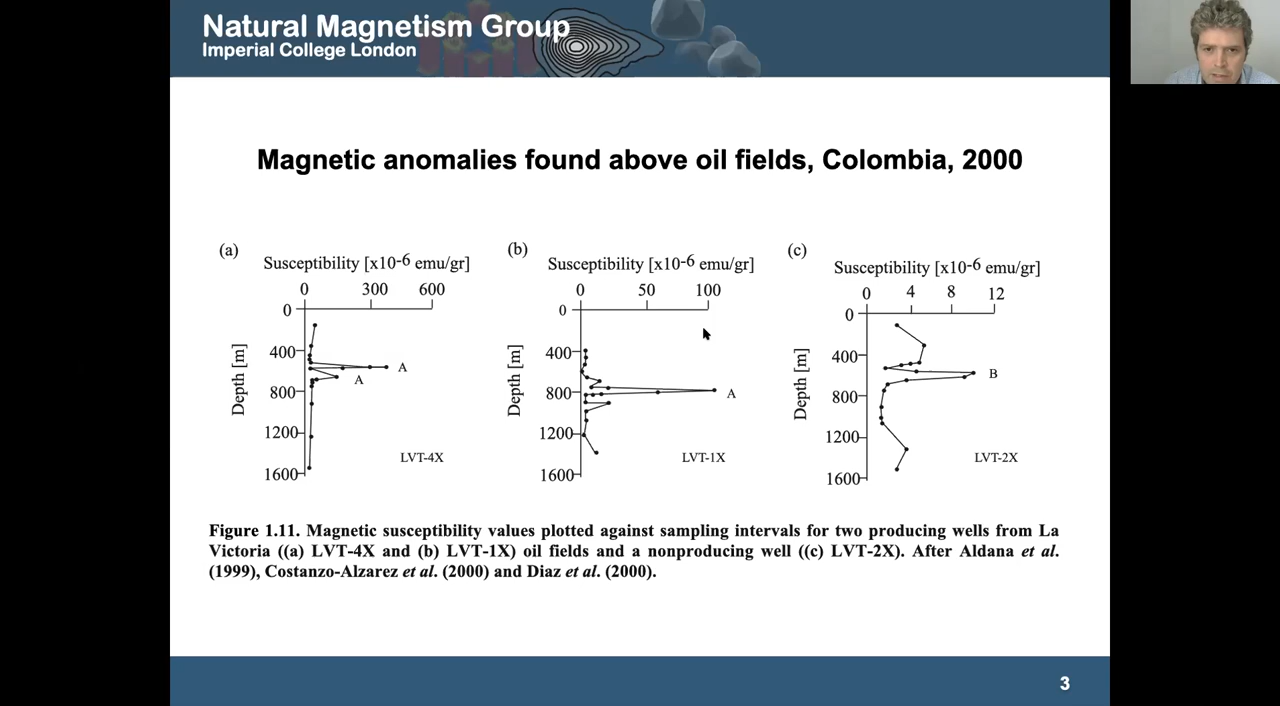 Natural Magnetism Group
Imperial College London
Magnetic anomalies found above oil fields, Colombia, 2000
(a)
Susceptibility [x10-6 emu/gr]
0 300 600
0
400
800
1200
1600
Depth [m]
A
A
LVT-4X
(b)
Susceptibility [x10-6 emu/gr]
0 50 100
0
400
800
1200
1600
Depth [m]
A
LVT-1X
(c)
Susceptibility [x10-6 emu/gr]
0 4 8 12
0
400
800
1200
1600
Depth [m]
B
LVT-2X
Figure 1.11. Magnetic susceptibility values plotted against sampling intervals for two producing wells from La
Victoria ((a) LVT-4X and (b) LVT-1X) oil fields and a nonproducing well ((c) LVT-2X). After Aldana et al.
(1999), Costanzo-Alzarez et al. (2000) and Diaz et al. (2000).
3